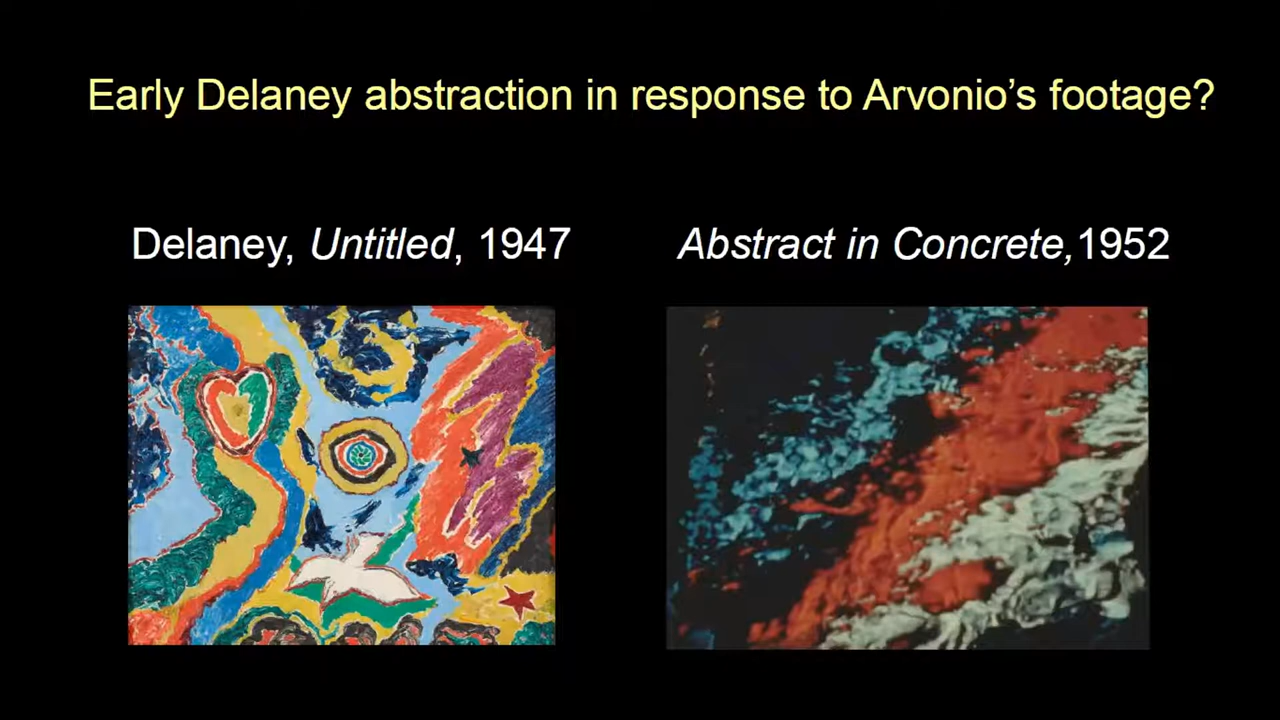 Early Delaney abstraction in response to Arvonio’s footage?
Delaney, Untitled, 1947
Abstract in Concrete,1952